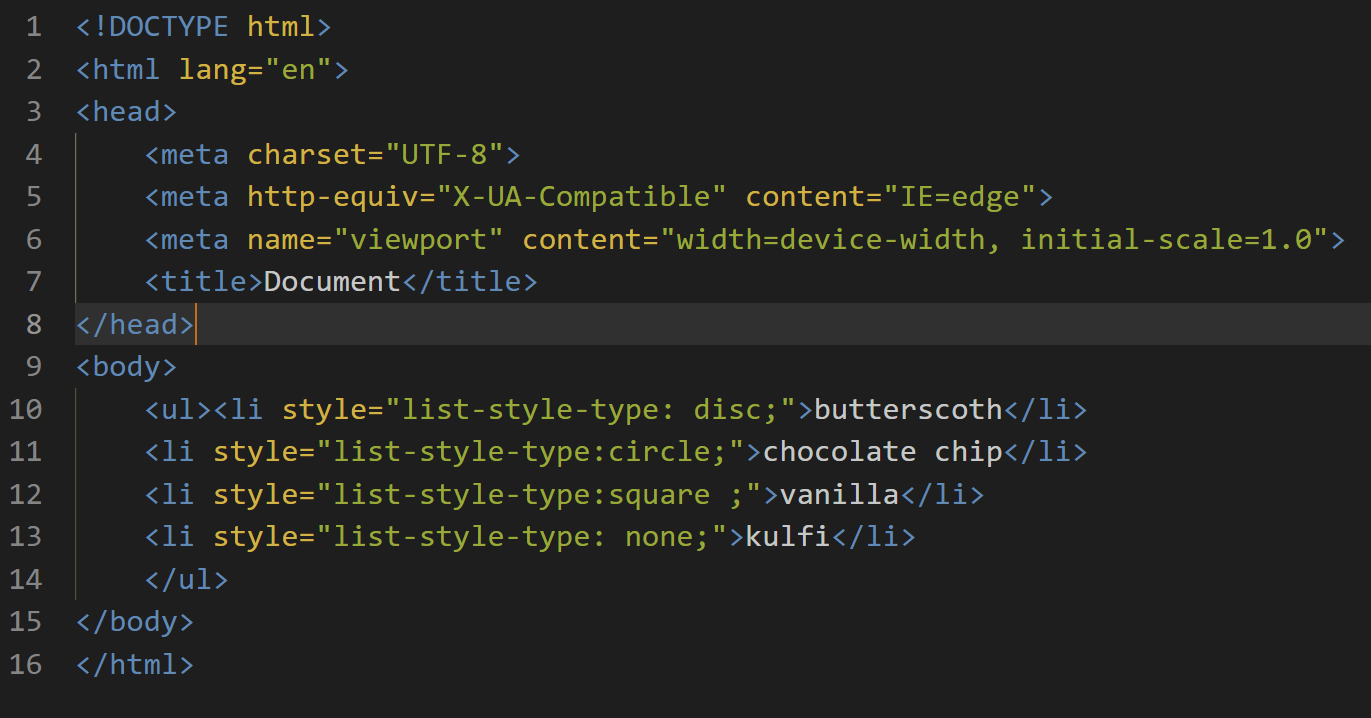 1 <!DOCTYPE html>
2 <html lang="en">
3 <head>
4     <meta charset="UTF-8">
5     <meta http-equiv="X-UA-Compatible" content="IE=edge">
6     <meta name="viewport" content="width=device-width, initial-scale=1.0">
7     <title>Document</title>
8 </head>
9 <body>
10     <ul><li style="list-style-type: disc;">butterscoth</li>
11     <li style="list-style-type:circle;">chocolate chip</li>
12     <li style="list-style-type:square ;">vanilla</li>
13     <li style="list-style-type: none;">kulfi</li>
14     </ul>
15 </body>
16 </html>